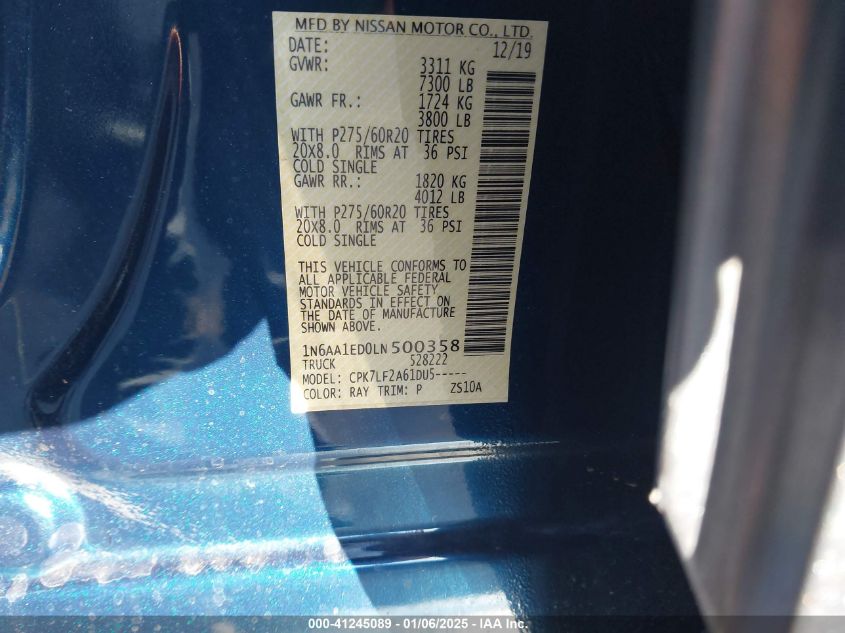 MFD BY NISSAN MOTOR CO., LTD.
DATE: 12/19
GVWR: 3311 KG
7300 LB
GAWR FR.: 1724 KG
3800 LB
WITH P275/60R20 TIRES
20X8.0 RIMS AT 36 PSI
COLD SINGLE
GAWR RR.: 1820 KG
4012 LB
WITH P275/60R20 TIRES
20X8.0 RIMS AT 36 PSI
COLD SINGLE
THIS VEHICLE CONFORMS TO
ALL APPLICABLE FEDERAL
MOTOR VEHICLE SAFETY
STANDARDS IN EFFECT ON
THE DATE OF MANUFACTURE
SHOWN ABOVE.
1N6AA1ED0LN500358
TRUCK 528222
MODEL: CPK7LF2A61DU5-----
COLOR: RAY TRIM: P ZS10A
000-41245089 - 01/06/2025 - IAA Inc.